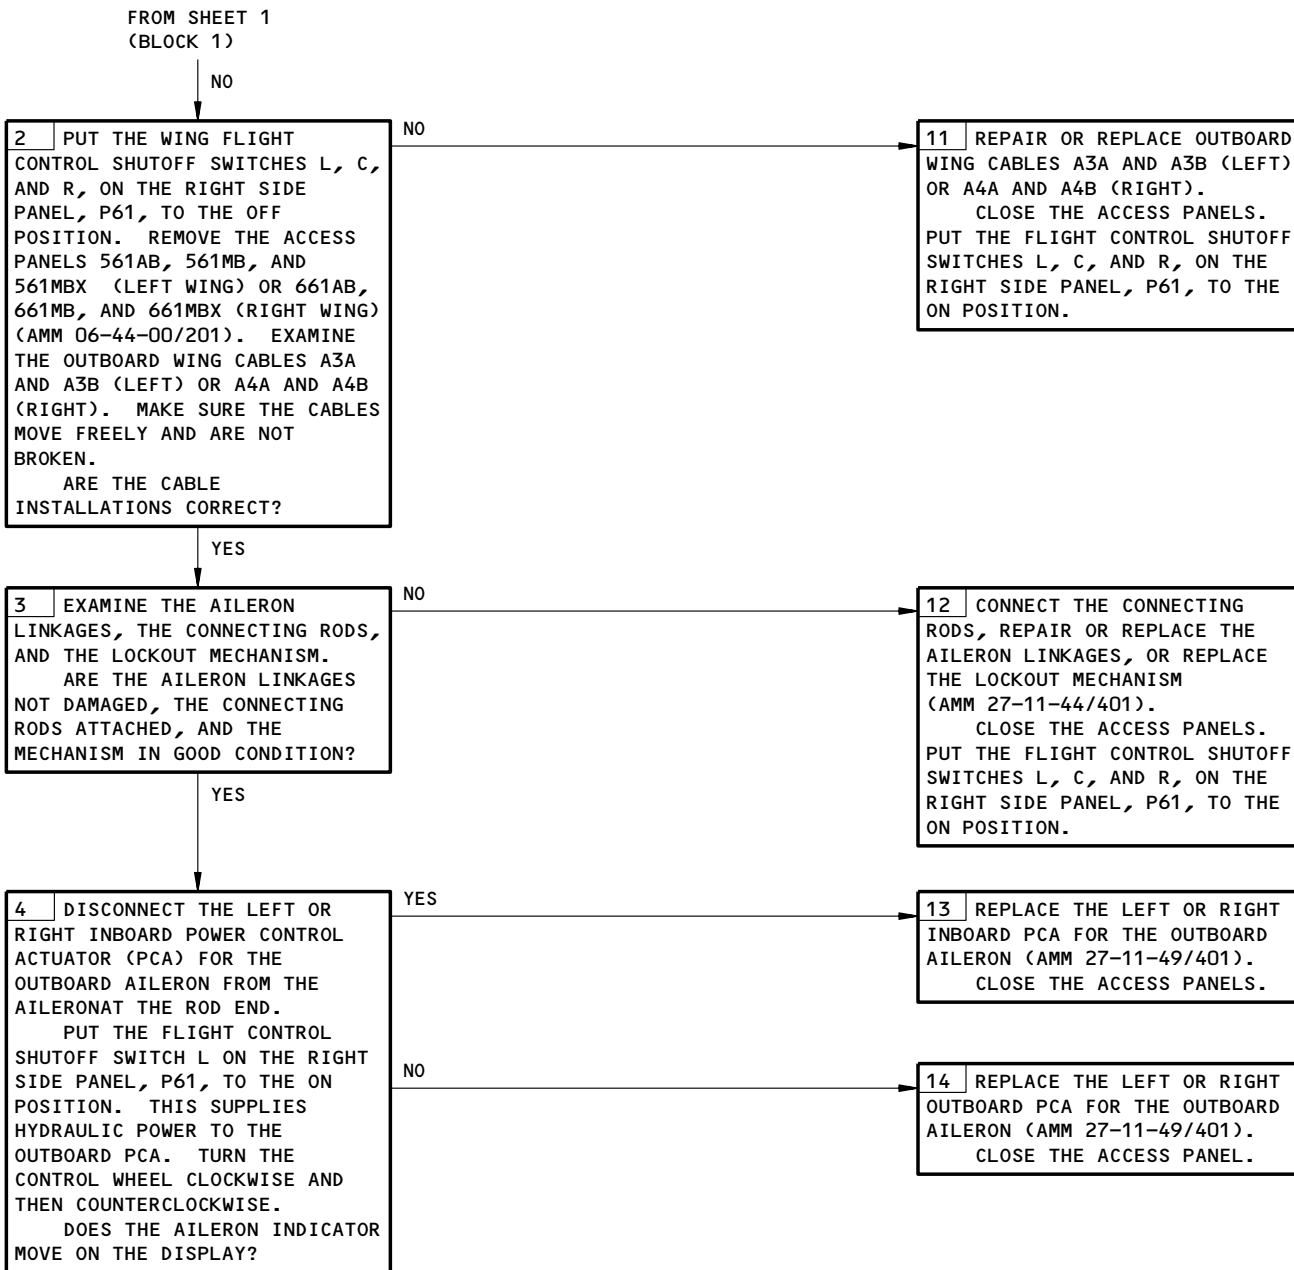 FROM SHEET 1
(BLOCK 1)
NO
2 PUT THE WING FLIGHT
CONTROL SHUTOFF SWITCHES L, C,
AND R, ON THE RIGHT SIDE
PANEL, P61, TO THE OFF
POSITION. REMOVE THE ACCESS
PANELS 561AB, 561MB, AND
561MBX (LEFT WING) OR 661AB,
661MB, AND 661MBX (RIGHT WING)
(AMM 06-44-00/201). EXAMINE
THE OUTBOARD WING CABLES A3A
AND A3B (LEFT) OR A4A AND A4B
(RIGHT). MAKE SURE THE CABLES
MOVE FREELY AND ARE NOT
BROKEN.
ARE THE CABLE
INSTALLATIONS CORRECT?
NO
11 REPAIR OR REPLACE OUTBOARD
WING CABLES A3A AND A3B (LEFT)
OR A4A AND A4B (RIGHT).
CLOSE THE ACCESS PANELS.
PUT THE FLIGHT CONTROL SHUTOFF
SWITCHES L, C, AND R, ON THE
RIGHT SIDE PANEL, P61, TO THE
ON POSITION.
YES
3 EXAMINE THE AILERON
LINKAGES, THE CONNECTING RODS,
AND THE LOCKOUT MECHANISM.
ARE THE AILERON LINKAGES
NOT DAMAGED, THE CONNECTING
RODS ATTACHED, AND THE
MECHANISM IN GOOD CONDITION?
NO
12 CONNECT THE CONNECTING
RODS, REPAIR OR REPLACE THE
AILERON LINKAGES, OR REPLACE
THE LOCKOUT MECHANISM
(AMM 27-11-44/401).
CLOSE THE ACCESS PANELS.
PUT THE FLIGHT CONTROL SHUTOFF
SWITCHES L, C, AND R, ON THE
RIGHT SIDE PANEL, P61, TO THE
ON POSITION.
YES
4 DISCONNECT THE LEFT OR
RIGHT INBOARD POWER CONTROL
ACTUATOR (PCA) FOR THE
OUTBOARD AILERON FROM THE
AILERONAT THE ROD END.
PUT THE FLIGHT CONTROL
SHUTOFF SWITCH L ON THE RIGHT
SIDE PANEL, P61, TO THE ON
POSITION. THIS SUPPLIES
HYDRAULIC POWER TO THE
OUTBOARD PCA. TURN THE
CONTROL WHEEL CLOCKWISE AND
THEN COUNTERCLOCKWISE.
DOES THE AILERON INDICATOR
MOVE ON THE DISPLAY?
YES
13 REPLACE THE LEFT OR RIGHT
INBOARD PCA FOR THE OUTBOARD
AILERON (AMM 27-11-49/401).
CLOSE THE ACCESS PANELS.
NO
14 REPLACE THE LEFT OR RIGHT
OUTBOARD PCA FOR THE OUTBOARD
AILERON (AMM 27-11-49/401).
CLOSE THE ACCESS PANEL.